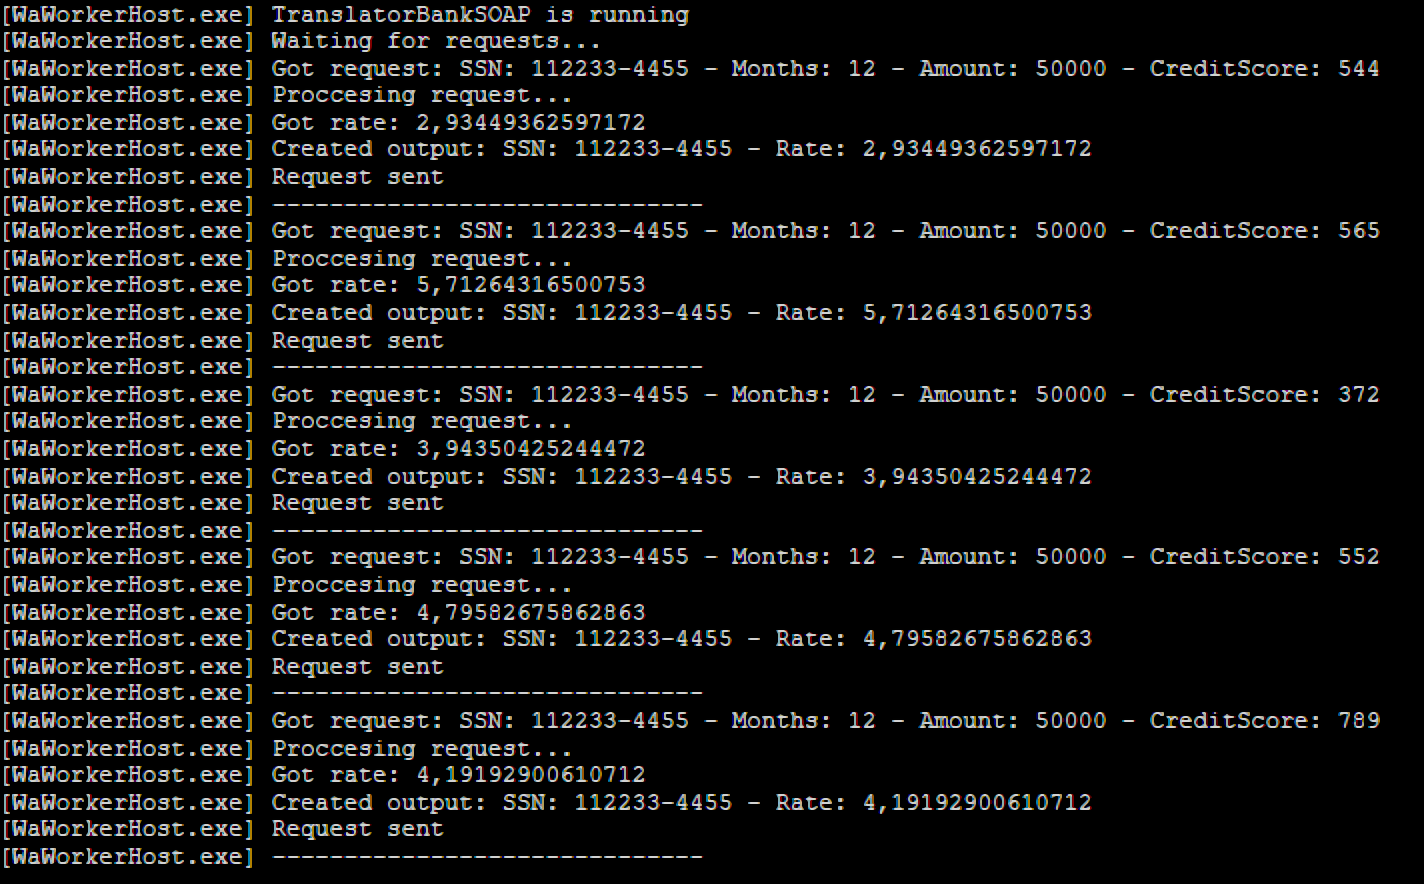 [WaWorkerHost.exe] TranslatorBankSOAP is running
[WaWorkerHost.exe] Waiting for requests...
[WaWorkerHost.exe] Got request: SSN: 112233-4455 - Months: 12 - Amount: 50000 - CreditScore: 544
[WaWorkerHost.exe] Proccesing request...
[WaWorkerHost.exe] Got rate: 2,93449362597172
[WaWorkerHost.exe] Created output: SSN: 112233-4455 - Rate: 2,93449362597172
[WaWorkerHost.exe] Request sent
[WaWorkerHost.exe] ------------------------------
[WaWorkerHost.exe] Got request: SSN: 112233-4455 - Months: 12 - Amount: 50000 - CreditScore: 565
[WaWorkerHost.exe] Proccesing request...
[WaWorkerHost.exe] Got rate: 5,71264316500753
[WaWorkerHost.exe] Created output: SSN: 112233-4455 - Rate: 5,71264316500753
[WaWorkerHost.exe] Request sent
[WaWorkerHost.exe] ------------------------------
[WaWorkerHost.exe] Got request: SSN: 112233-4455 - Months: 12 - Amount: 50000 - CreditScore: 372
[WaWorkerHost.exe] Proccesing request...
[WaWorkerHost.exe] Got rate: 3,94350425244472
[WaWorkerHost.exe] Created output: SSN: 112233-4455 - Rate: 3,94350425244472
[WaWorkerHost.exe] Request sent
[WaWorkerHost.exe] ------------------------------
[WaWorkerHost.exe] Got request: SSN: 112233-4455 - Months: 12 - Amount: 50000 - CreditScore: 552
[WaWorkerHost.exe] Proccesing request...
[WaWorkerHost.exe] Got rate: 4,79582675862863
[WaWorkerHost.exe] Created output: SSN: 112233-4455 - Rate: 4,79582675862863
[WaWorkerHost.exe] Request sent
[WaWorkerHost.exe] ------------------------------
[WaWorkerHost.exe] Got request: SSN: 112233-4455 - Months: 12 - Amount: 50000 - CreditScore: 789
[WaWorkerHost.exe] Proccesing request...
[WaWorkerHost.exe] Got rate: 4,19192900610712
[WaWorkerHost.exe] Created output: SSN: 112233-4455 - Rate: 4,19192900610712
[WaWorkerHost.exe] Request sent
[WaWorkerHost.exe] ------------------------------